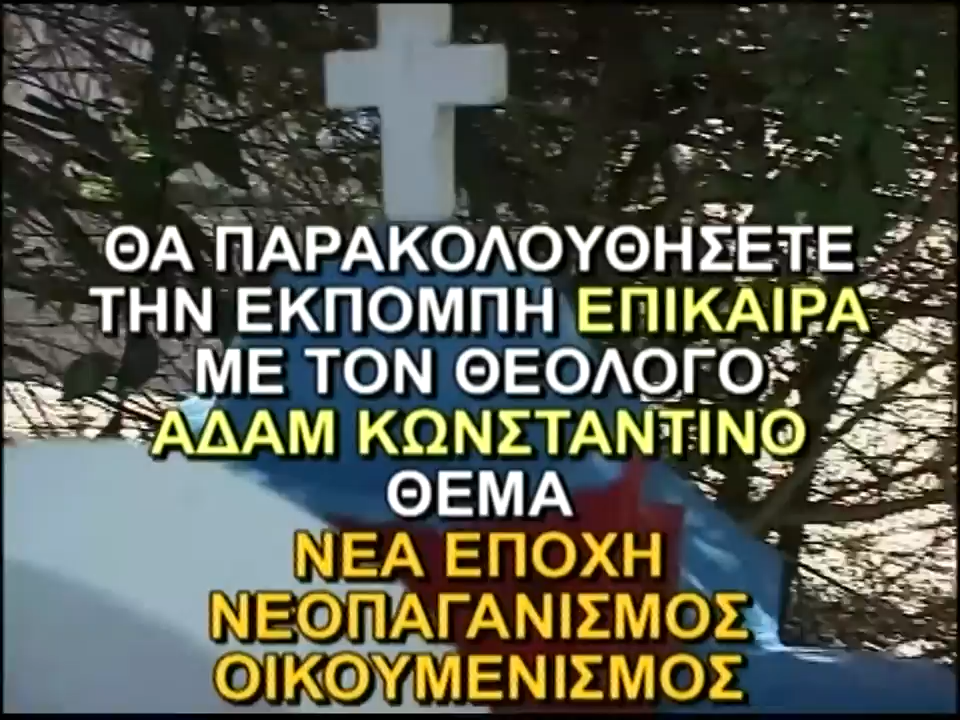 ΘΑ ΠΑΡΑΚΟΛΟΥΘΗΣΕΤΕ
ΤΗΝ ΕΚΠΟΜΠΗ ΕΠΙΚΑΙΡΑ
ΜΕ ΤΟΝ ΘΕΟΛΟΓΟ
ΑΔΑΜ ΚΩΝΣΤΑΝΤΙΝΟ
ΘΕΜΑ
ΝΕΑ ΕΠΟΧΗ
ΝΕΟΠΑΓΑΝΙΣΜΟΣ
ΟΙΚΟΥΜΕΝΙΣΜΟΣ